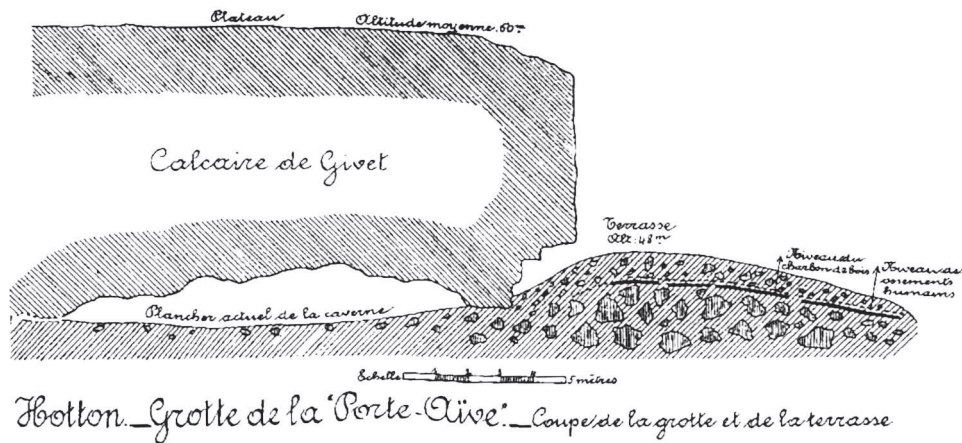 Plateau
Altitude moyenne. 60m
Calcaire de Givet
Terrasse
Alt: 48m
Niveau du
charbon de bois
Niveau des
ossements
humains
Plancher actuel de la caverne
Echelle 5 mètres
Hotton._Grotte de la "Porte-Aïve"._Coupe de la grotte et de la terrasse